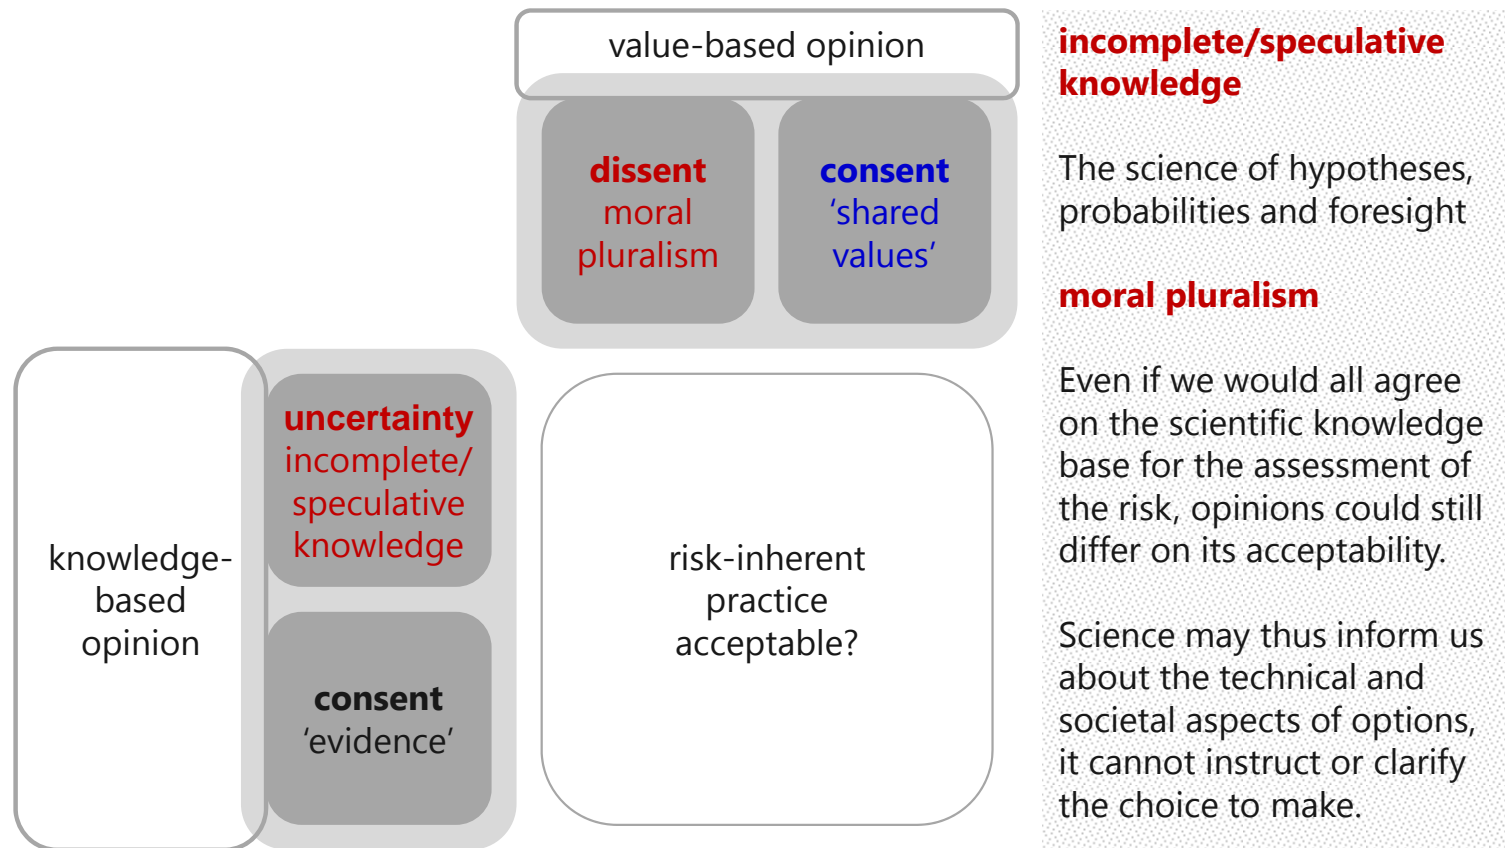 value-based opinion
dissent
moral
pluralism
consent
‘shared
values’
uncertainty
incomplete/
speculative
knowledge
consent
‘evidence’
knowledge-
based
opinion
risk-inherent
practice
acceptable?
incomplete/speculative
knowledge
The science of hypotheses,
probabilities and foresight
moral pluralism
Even if we would all agree
on the scientific knowledge
base for the assessment of
the risk, opinions could still
differ on its acceptability.
Science may thus inform us
about the technical and
societal aspects of options,
it cannot instruct or clarify
the choice to make.